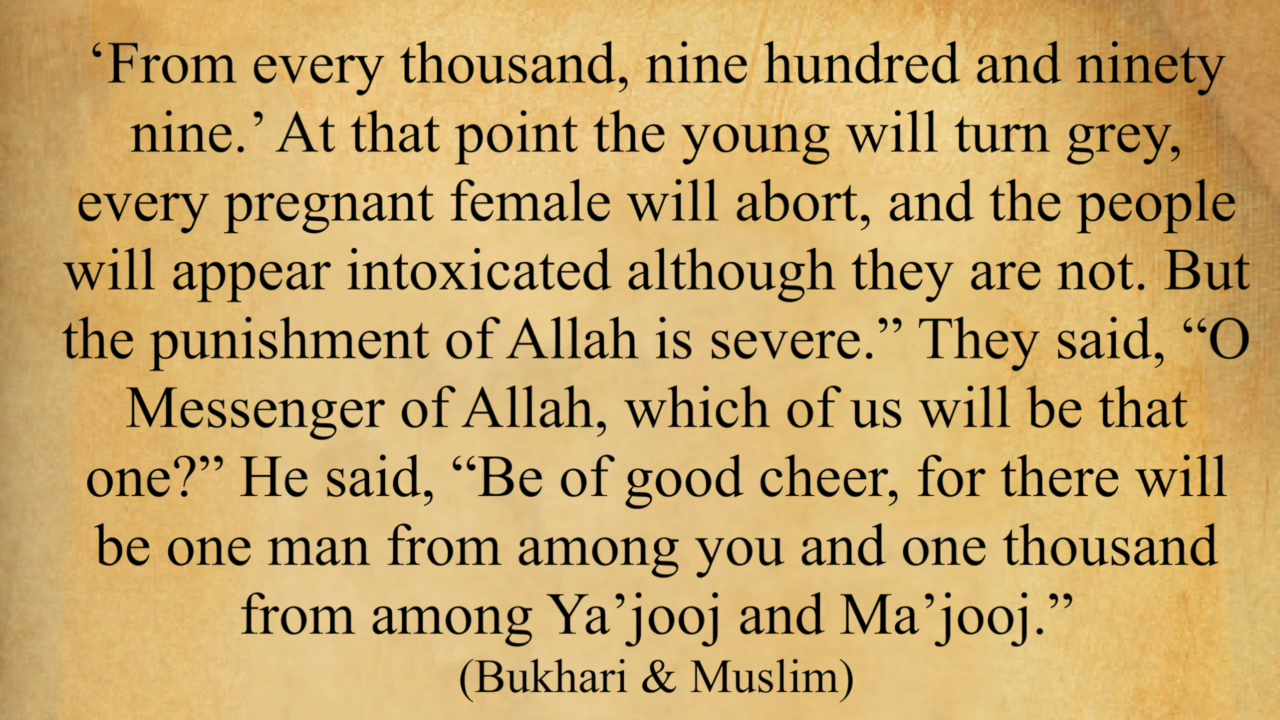 ‘From every thousand, nine hundred and ninety
nine.’ At that point the young will turn grey,
every pregnant female will abort, and the people
will appear intoxicated although they are not. But
the punishment of Allah is severe.” They said, “O
Messenger of Allah, which of us will be that
one?” He said, “Be of good cheer, for there will
be one man from among you and one thousand
from among Ya’jooj and Ma’jooj.”
(Bukhari & Muslim)